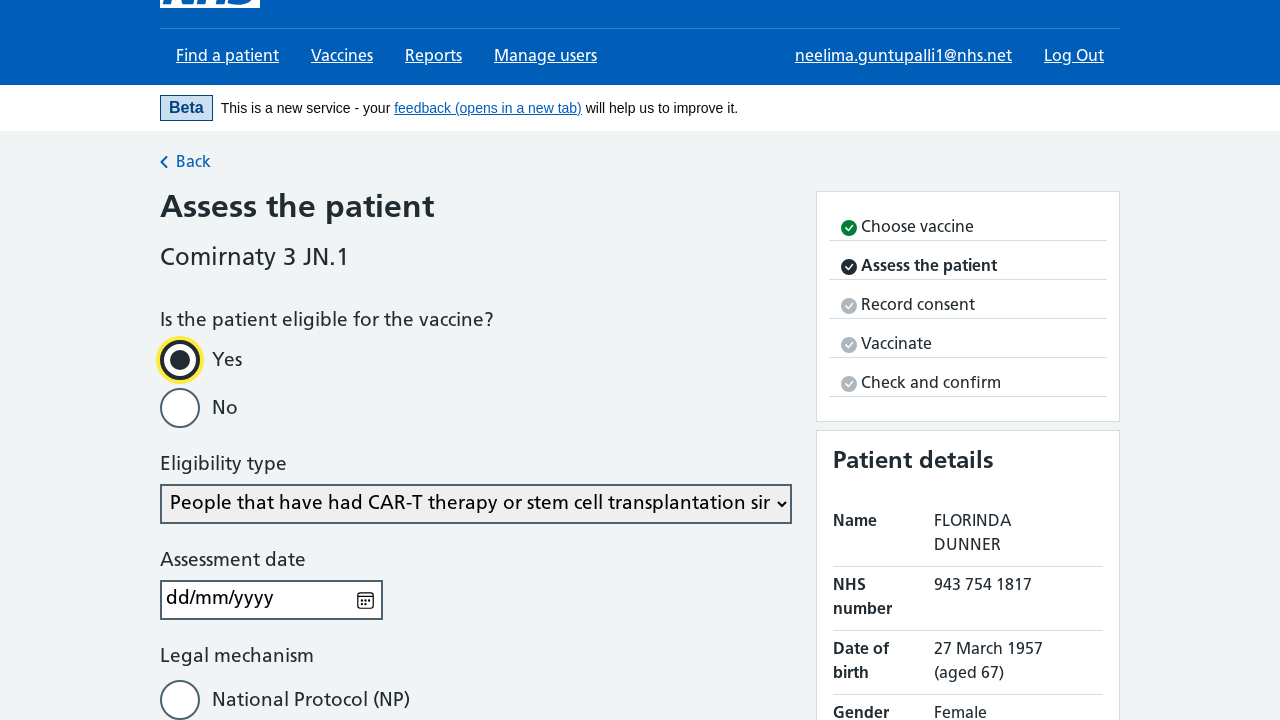 NHS
Find a patient Vaccines Reports Manage users neelima.guntupalli1@nhs.net Log Out
Beta This is a new service - your feedback (opens in a new tab) will help us to improve it.
Back
Assess the patient
Comirnaty 3 JN.1
Is the patient eligible for the vaccine?
Yes
No
Eligibility type
People that have had CAR-T therapy or stem cell transplantation sir
Assessment date
dd/mm/yyyy
Legal mechanism
National Protocol (NP)
Choose vaccine
Assess the patient
Record consent
Vaccinate
Check and confirm
Patient details
Name FLORINDA
DUNNER
NHS 943 754 1817
number
Date of 27 March 1957
birth (aged 67)
Gender Female